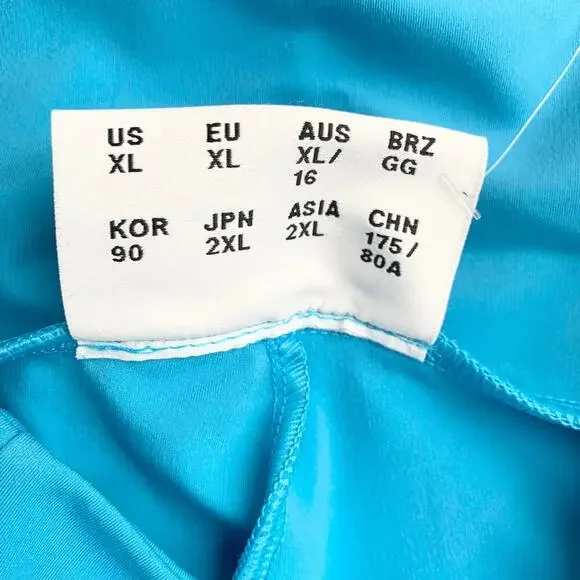 US EU AUS BRZ
XL XL XL/ GG
16
KOR JPN ASIA CHN
90 2XL 2XL 175/
80A